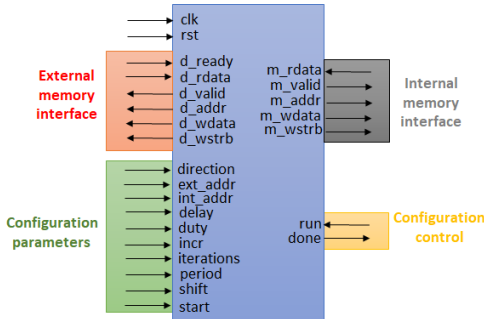 clk
rst
External
memory
interface
d_ready
d_rdata
d_valid
d_addr
d_wdata
d_wstrb
m_rdata
m_valid
m_addr
m_wdata
m_wstrb
Internal
memory
interface
Configuration
parameters
direction
ext_addr
int_addr
delay
duty
incr
iterations
period
shift
start
run
done
Configuration
control